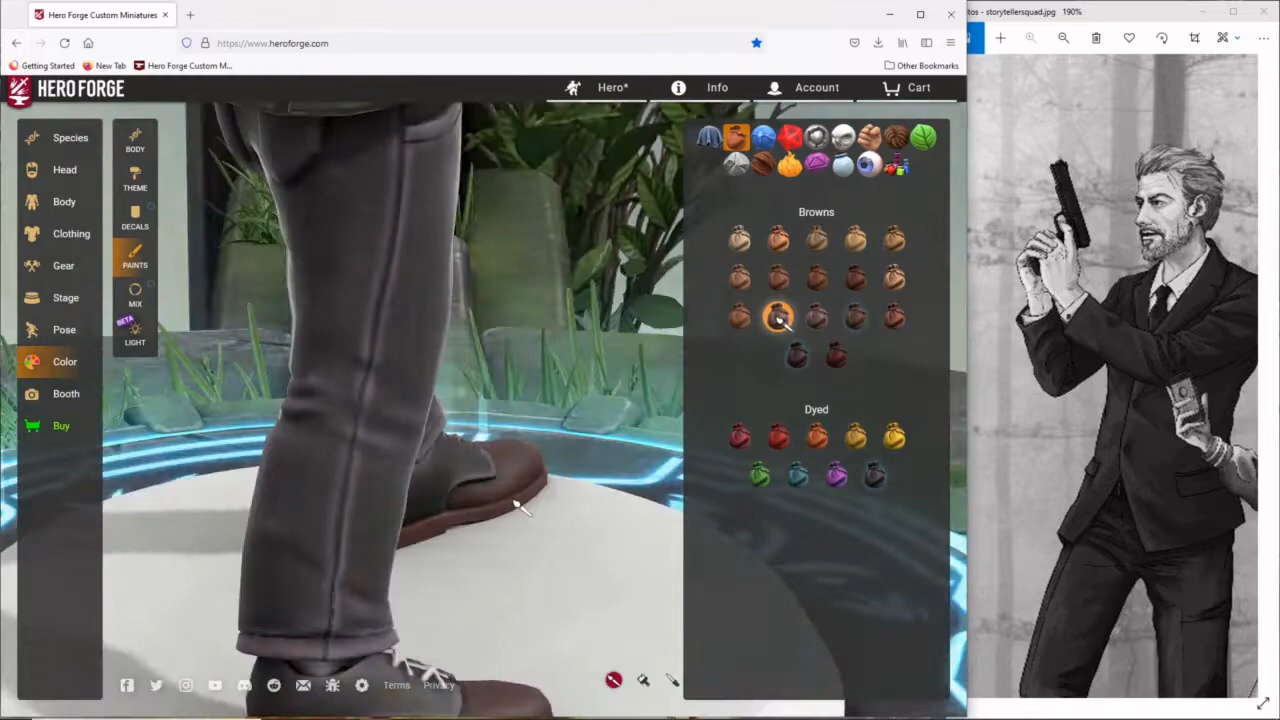 Hero Forge Custom Miniatures
tos - storytellersquad.jpg 190%
https://www.heroforge.com
Getting Started
New Tab
Hero Forge Custom M...
Other Bookmarks
HERO FORGE
Hero*
Info
Account
Cart
Species
Head
Body
Clothing
Gear
Stage
Pose
Color
Booth
Buy
BODY
THEME
DECALS
PAINTS
MIX
BETA
LIGHT
Browns
Dyed
Terms
Privacy